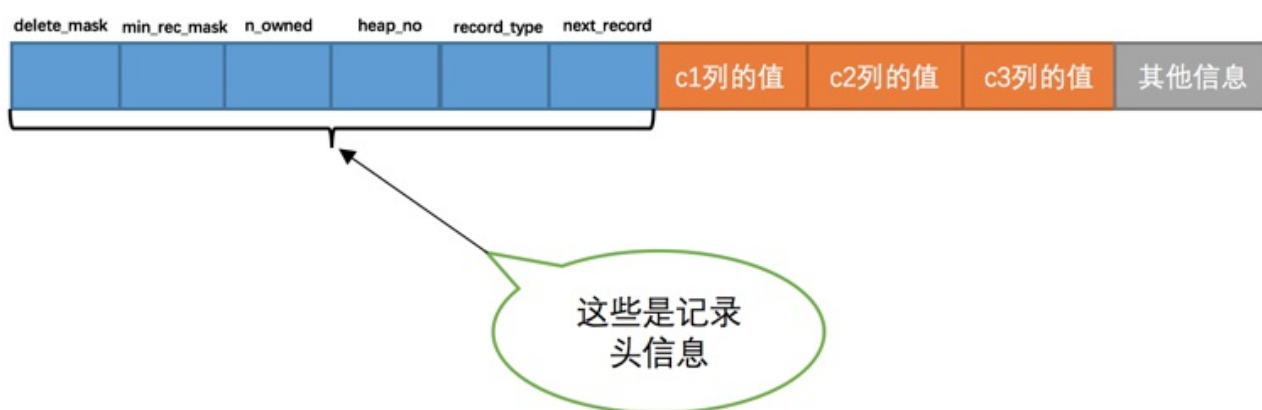 delete_mask min_rec_mask n_owned heap_no record_type next_record
c1列的值 c2列的值 c3列的值 其他信息
这些是记录
头信息